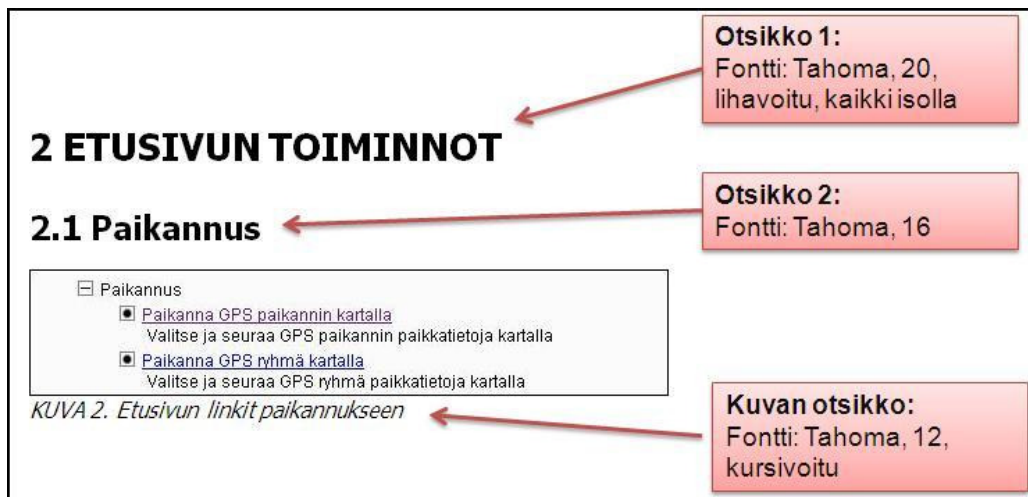 Otsikko 1:
Fontti: Tahoma, 20,
lihavoitu, kaikki isolla
2 ETUSIVUN TOIMINNOT
Otsikko 2:
Fontti: Tahoma, 16
2.1 Paikannus
Paikannus
Paikanna GPS paikannin kartalla
Valitse ja seuraa GPS paikannin paikkatietoja kartalla
Paikanna GPS ryhmä kartalla
Valitse ja seuraa GPS ryhmä paikkatietoja kartalla
KUVA 2. Etusivun linkit paikannukseen
Kuvan otsikko:
Fontti: Tahoma, 12,
kursivoitu